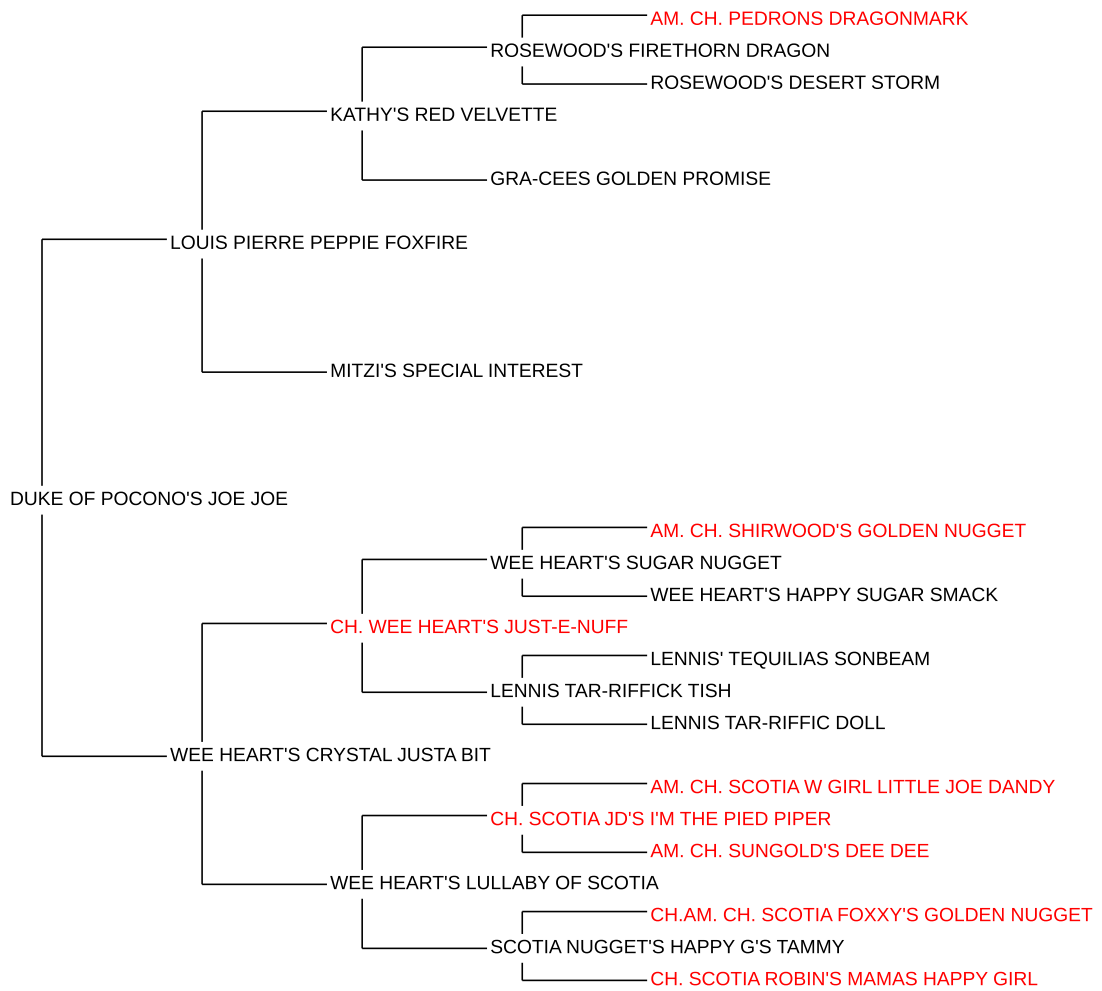 AM. CH. PEDRONS DRAGONMARK
ROSEWOOD'S FIRETHORN DRAGON
ROSEWOOD'S DESERT STORM
KATHY'S RED VELVETTE
GRA-CEES GOLDEN PROMISE
LOUIS PIERRE PEPPIE FOXFIRE
MITZI'S SPECIAL INTEREST
DUKE OF POCONO'S JOE JOE
AM. CH. SHIRWOOD'S GOLDEN NUGGET
WEE HEART'S SUGAR NUGGET
WEE HEART'S HAPPY SUGAR SMACK
CH. WEE HEART'S JUST-E-NUFF
LENNIS' TEQUILIAS SONBEAM
LENNIS TAR-RIFFICK TISH
LENNIS TAR-RIFFIC DOLL
WEE HEART'S CRYSTAL JUSTA BIT
AM. CH. SCOTIA W GIRL LITTLE JOE DANDY
CH. SCOTIA JD'S I'M THE PIED PIPER
AM. CH. SUNGOLD'S DEE DEE
WEE HEART'S LULLABY OF SCOTIA
CH.AM. CH. SCOTIA FOXXY'S GOLDEN NUGGET
SCOTIA NUGGET'S HAPPY G'S TAMMY
CH. SCOTIA ROBIN'S MAMAS HAPPY GIRL